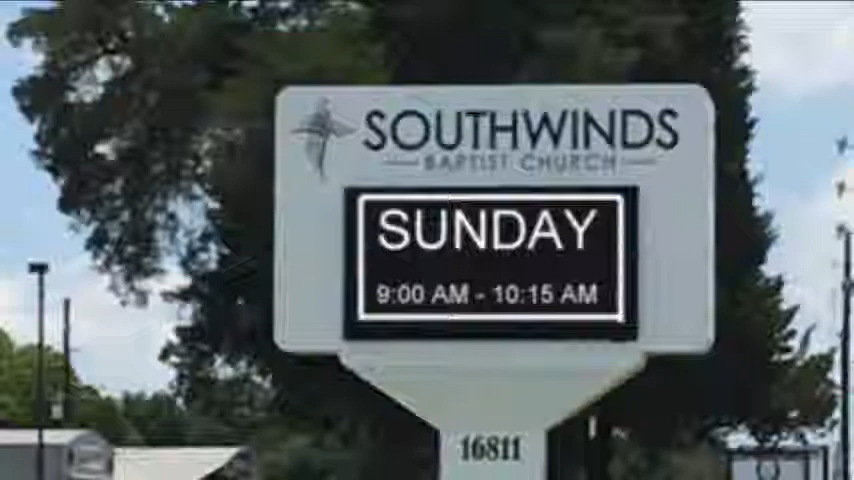 SOUTHWINDS
BAPTIST CHURCH
SUNDAY
9:00 AM - 10:15 AM
16811